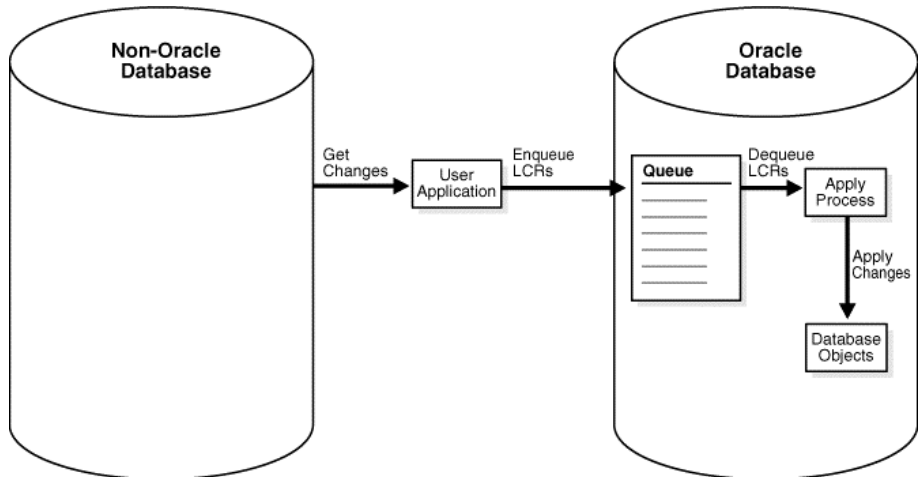 Non-Oracle
Database
Oracle
Database
Get
Changes
User
Application
Enqueue
LCRs
Queue
Dequeue
LCRs
Apply
Process
Apply
Changes
Database
Objects